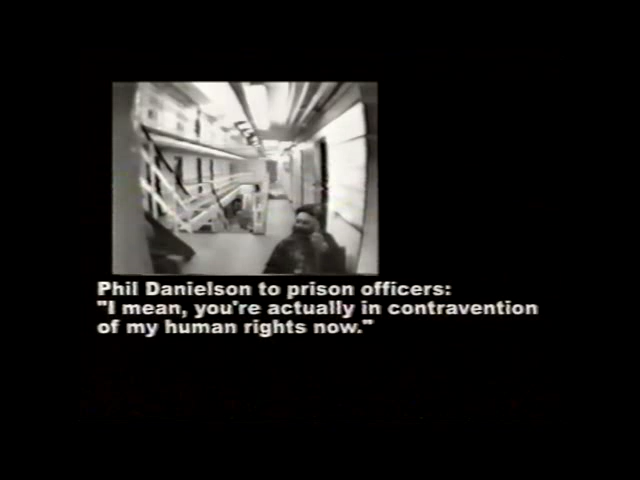 Phil Danielson to prison officers:
"I mean, you're actually in contravention
of my human rights now."